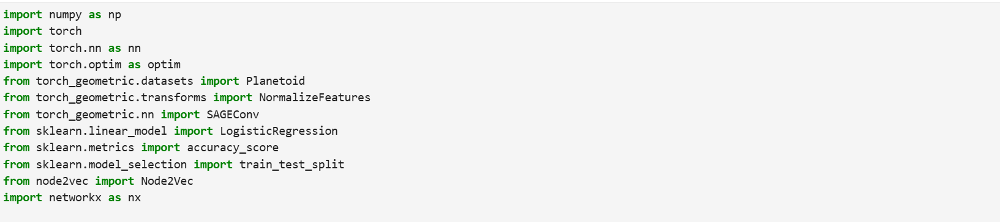 import numpy as np
import torch
import torch.nn as nn
import torch.optim as optim
from torch_geometric.datasets import Planetoid
from torch_geometric.transforms import NormalizeFeatures
from torch_geometric.nn import SAGEConv
from sklearn.linear_model import LogisticRegression
from sklearn.metrics import accuracy_score
from sklearn.model_selection import train_test_split
from node2vec import Node2Vec
import networkx as nx